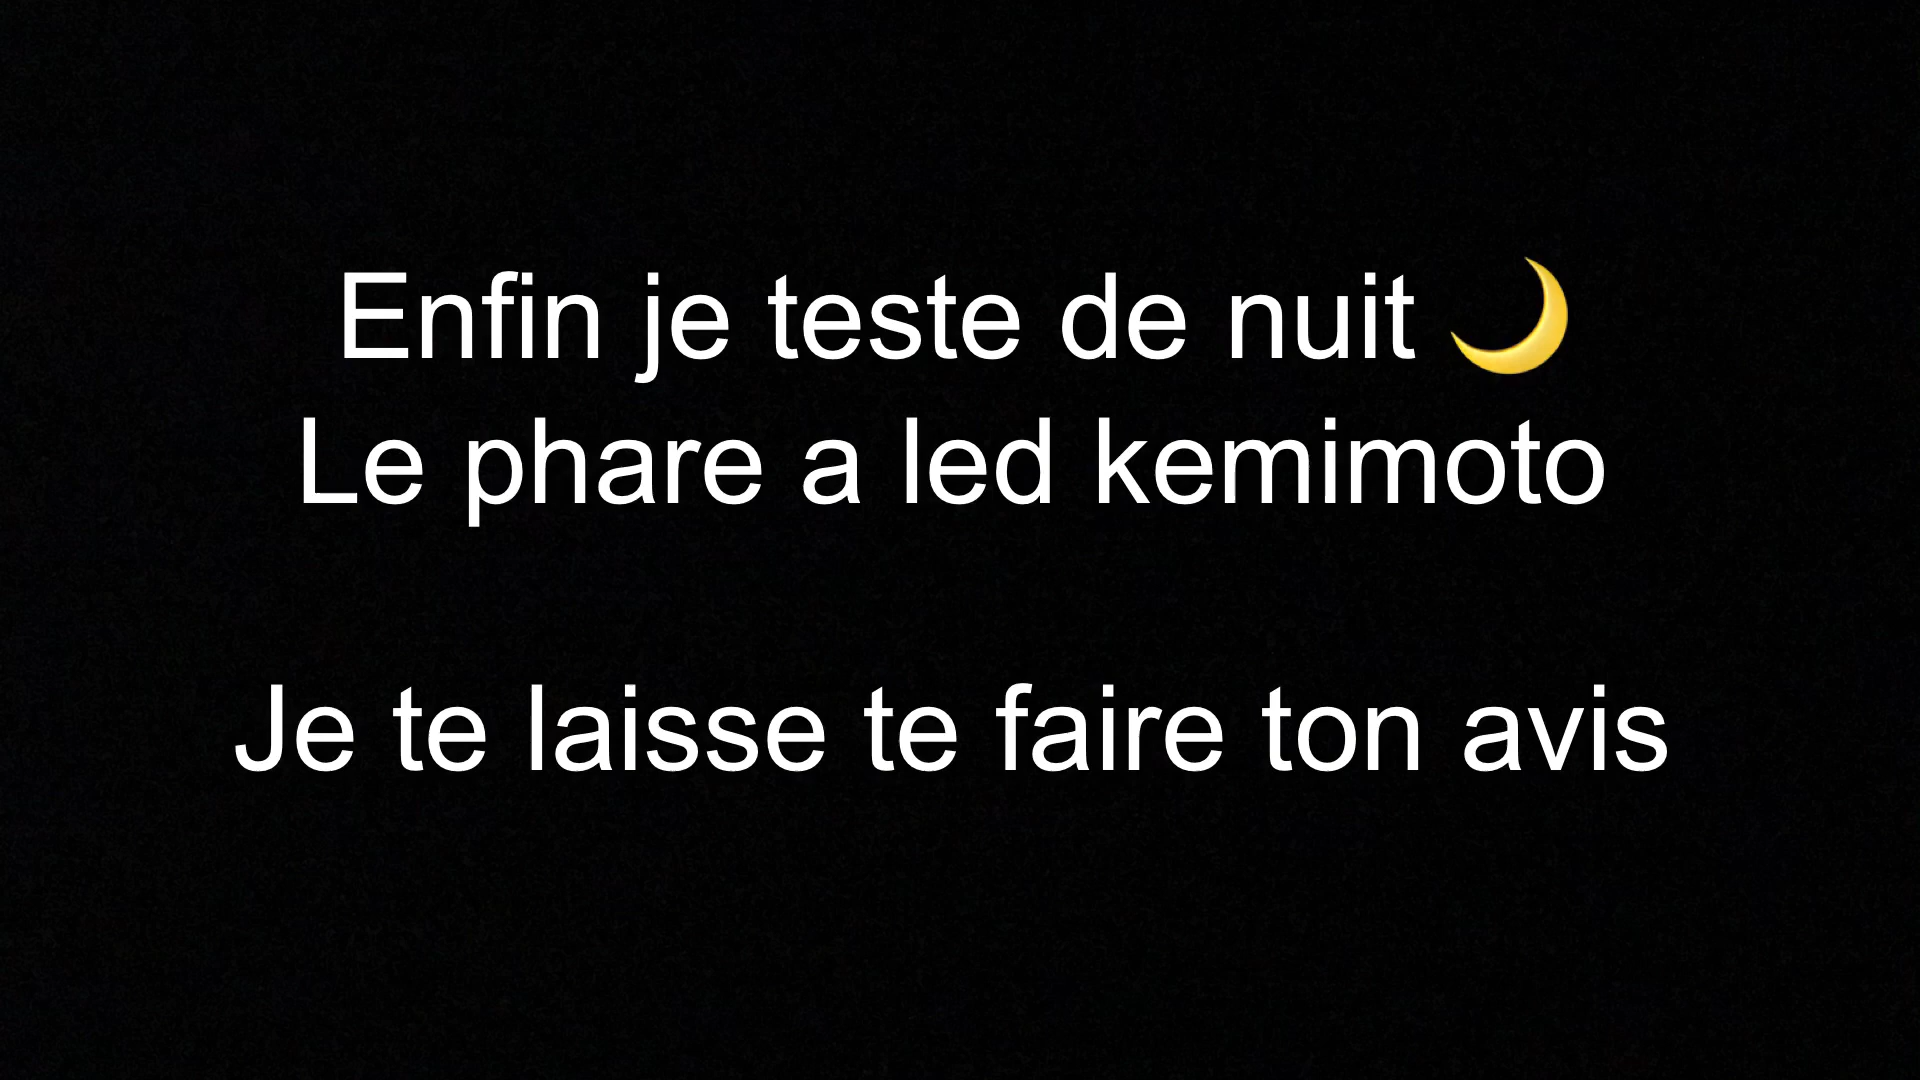 Enfin je teste de nuit 🌙
Le phare a led kemimoto
Je te laisse te faire ton avis